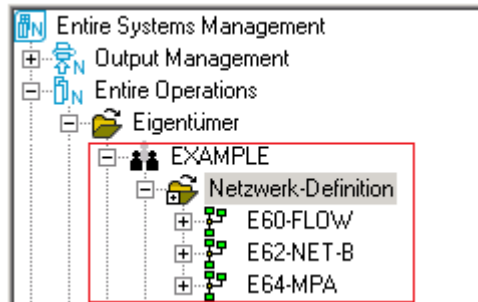 Entire Systems Management
Output Management
Entire Operations
Eigentümer
EXAMPLE
Netzwerk-Definition
E60-FLOW
E62-NET-B
E64-MPA